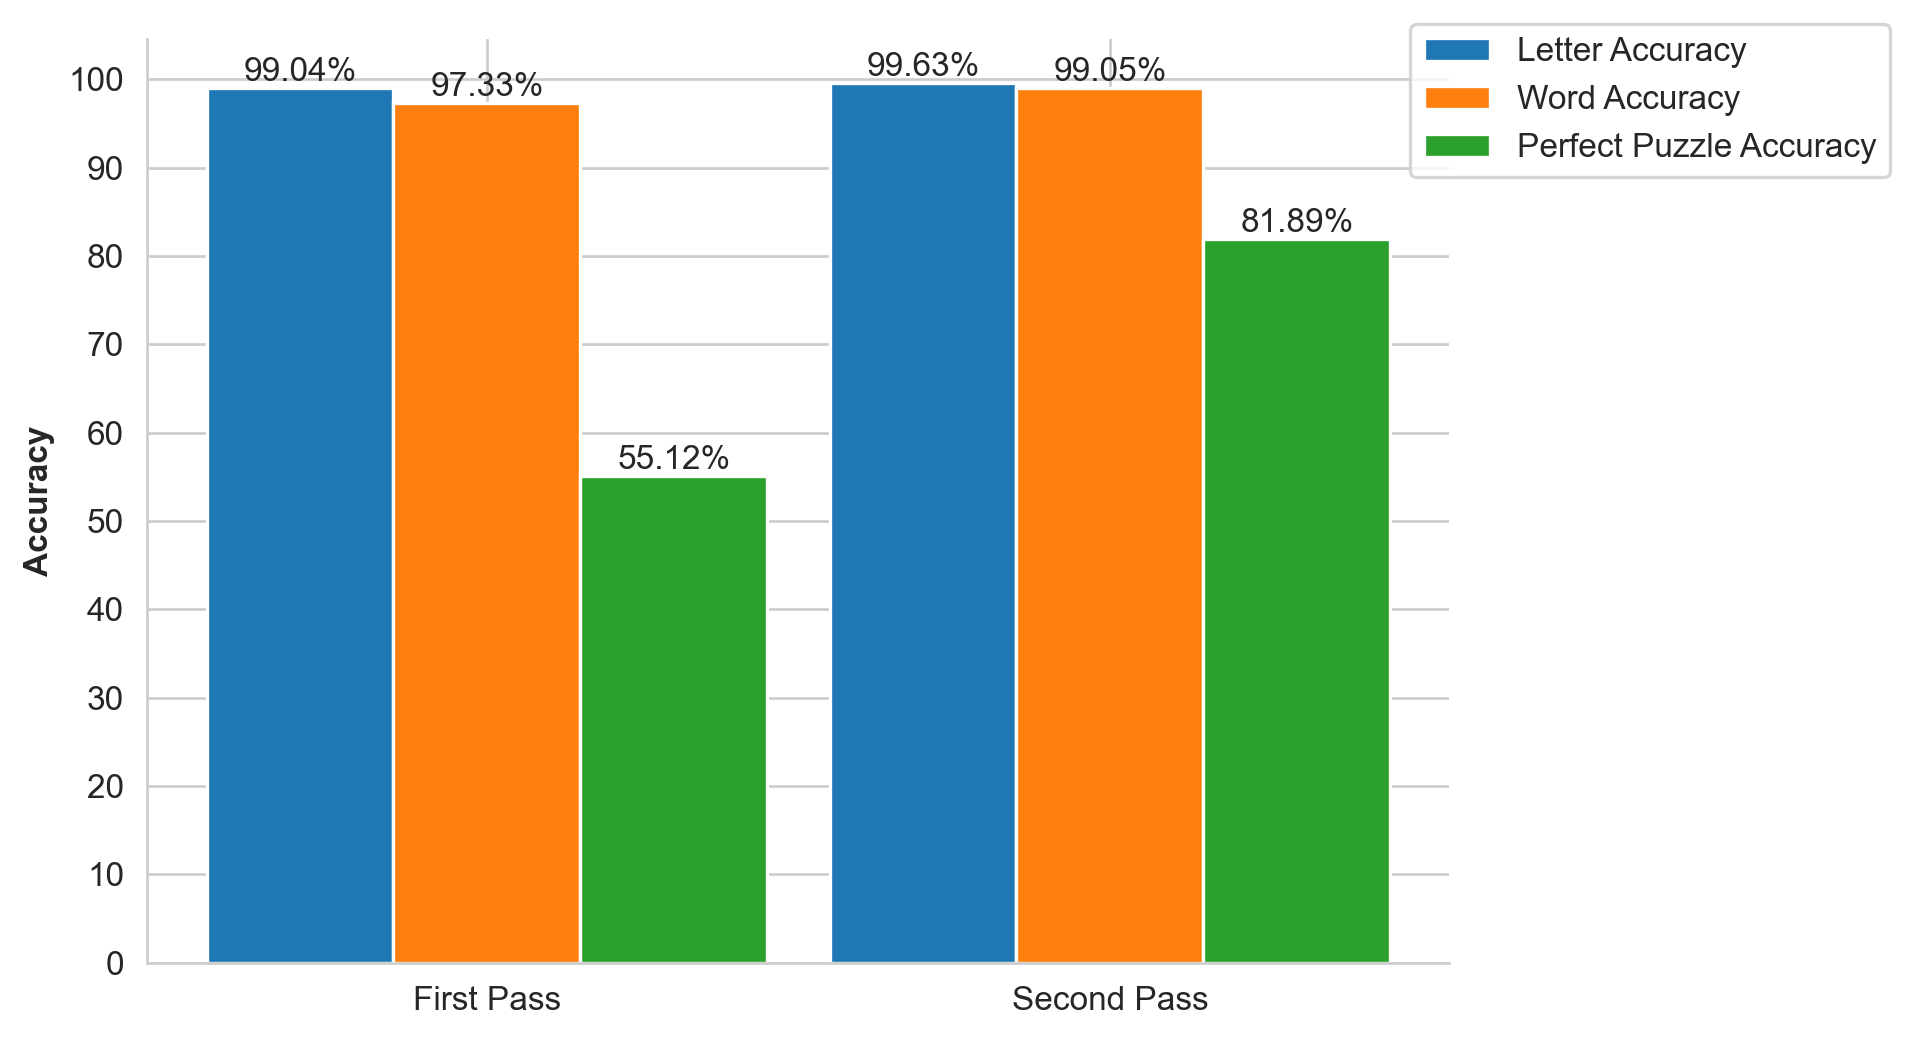 Letter Accuracy
Word Accuracy
Perfect Puzzle Accuracy
99.04%
97.33%
55.12%
99.63%
99.05%
81.89%
Accuracy
100
90
80
70
60
50
40
30
20
10
0
First Pass
Second Pass